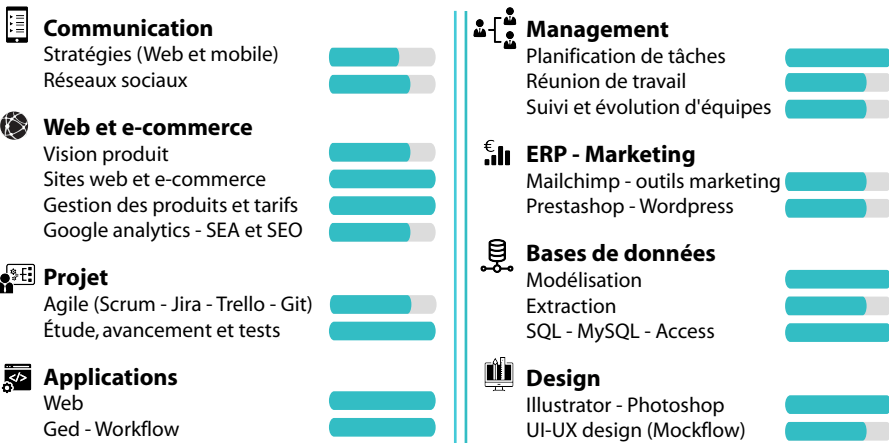 Communication
Stratégies (Web et mobile)
Réseaux sociaux
Web et e-commerce
Vision produit
Sites web et e-commerce
Gestion des produits et tarifs
Google analytics - SEA et SEO
Projet
Agile (Scrum - Jira - Trello - Git)
Étude, avancement et tests
Applications
Web
Ged - Workflow
Management
Planification de tâches
Réunion de travail
Suivi et évolution d'équipes
ERP - Marketing
Mailchimp - outils marketing
Prestashop - Wordpress
Bases de données
Modélisation
Extraction
SQL - MySQL - Access
Design
Illustrator - Photoshop
UI-UX design (Mockflow)